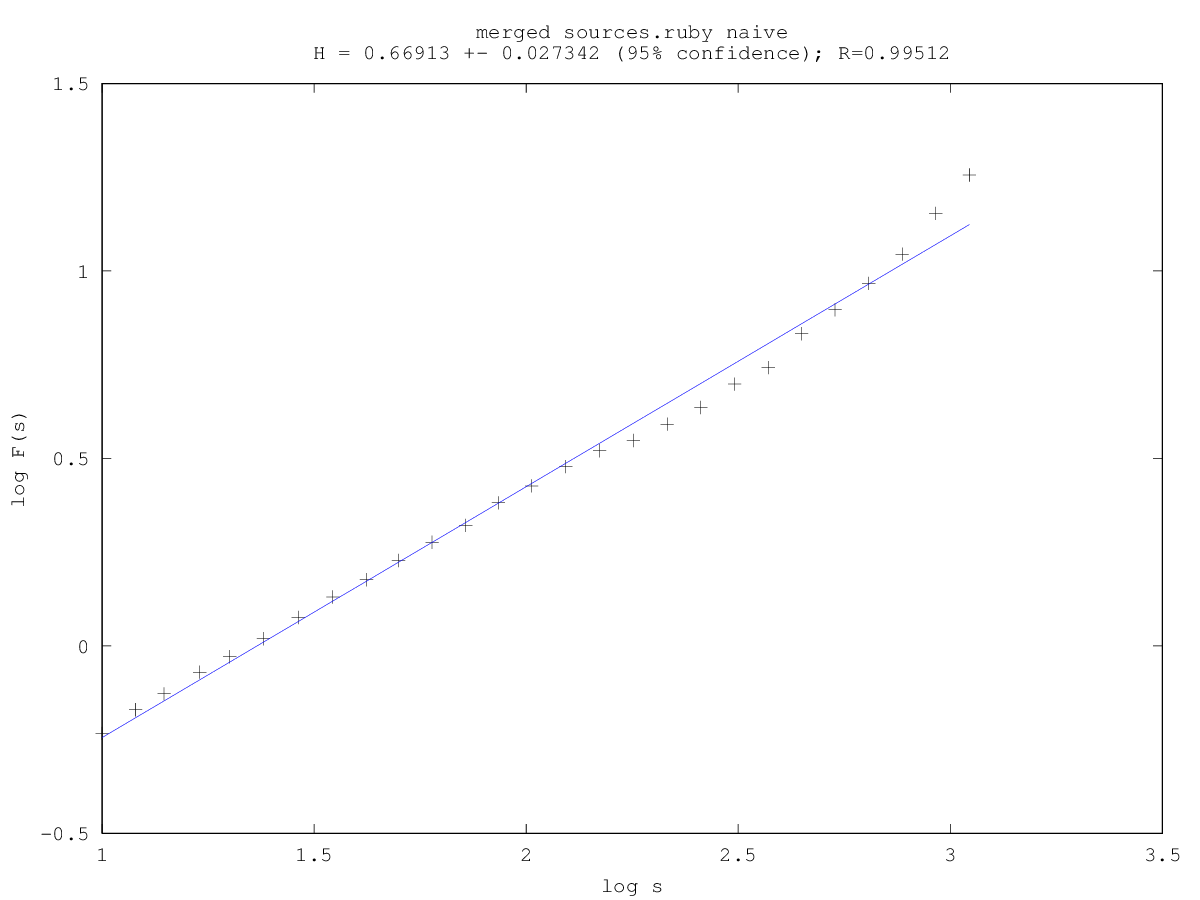 merged sources.ruby naive
H = 0.66913 +- 0.027342 (95% confidence); R=0.99512
1.5
1
0.5
0
-0.5
log F(s)
1 1.5 2 2.5 3 3.5
log s